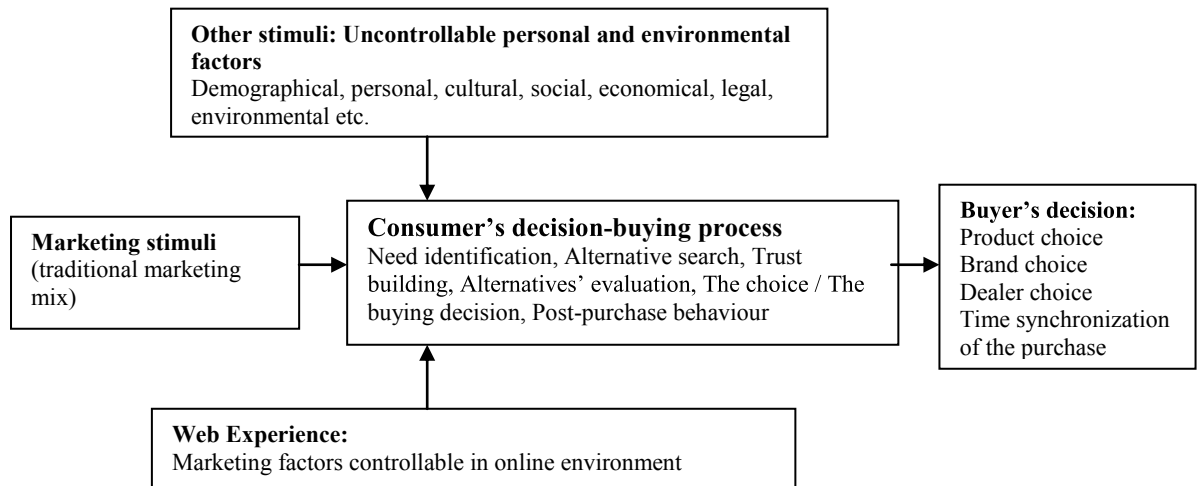 Other stimuli: Uncontrollable personal and environmental
factors
Demographical, personal, cultural, social, economical, legal,
environmental etc.
Marketing stimuli
(traditional marketing
mix)
Consumer’s decision-buying process
Need identification, Alternative search, Trust
building, Alternatives’ evaluation, The choice / The
buying decision, Post-purchase behaviour
Buyer’s decision:
Product choice
Brand choice
Dealer choice
Time synchronization
of the purchase
Web Experience:
Marketing factors controllable in online environment